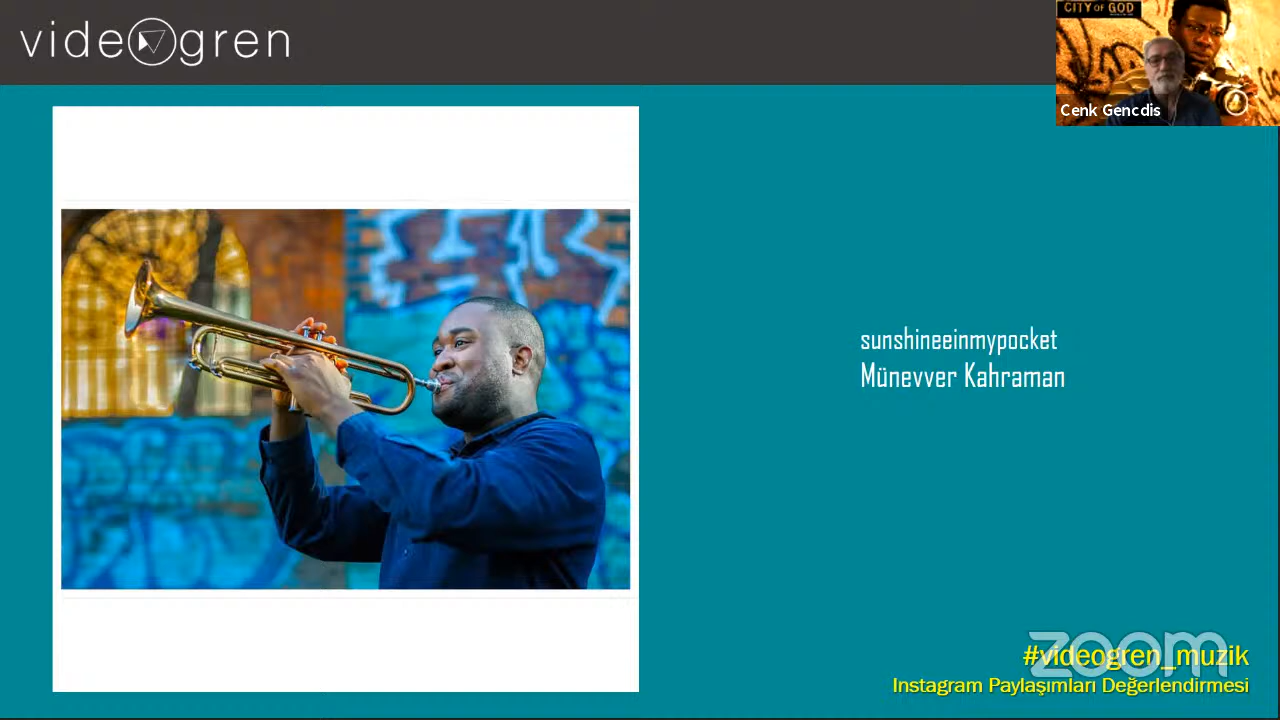 videogren
CITY OF GOD
Cenk Gencdis
sunshineeinmypocket
Münevver Kahraman
zoom
#videogren_muzik
Instagram Paylaşımları Değerlendirmesi